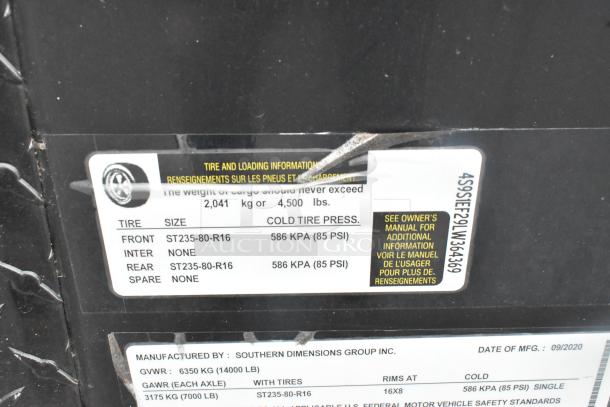 TIRE AND LOADING INFORMATION
RENSEIGNEMENTS SUR LES PNEUS ET LE CHARGEMENT
The weight of cargo should never exceed
2,041 kg or 4,500 lbs.
TIRE SIZE COLD TIRE PRESS.
FRONT ST235-80-R16 586 KPA (85 PSI)
INTER NONE
REAR ST235-80-R16 586 KPA (85 PSI)
SPARE NONE
SEE OWNER'S
MANUAL FOR
ADDITIONAL
INFORMATION
VOIR LE MANUEL
DE L'USAGER
POUR PLUS DE
RENSEIGNEMENTS
4S9S1EF29LW364369
AUCTION GROUP
MANUFACTURED BY : SOUTHERN DIMENSIONS GROUP INC. DATE OF MFG. : 09/2020
GVWR : 6350 KG (14000 LB)
GAWR (EACH AXLE) WITH TIRES RIMS AT COLD
3175 KG (7000 LB) ST235-80-R16 16X8 586 KPA (85 PSI) SINGLE
U.S. FEDERAL MOTOR VEHICLE SAFETY STANDARDS